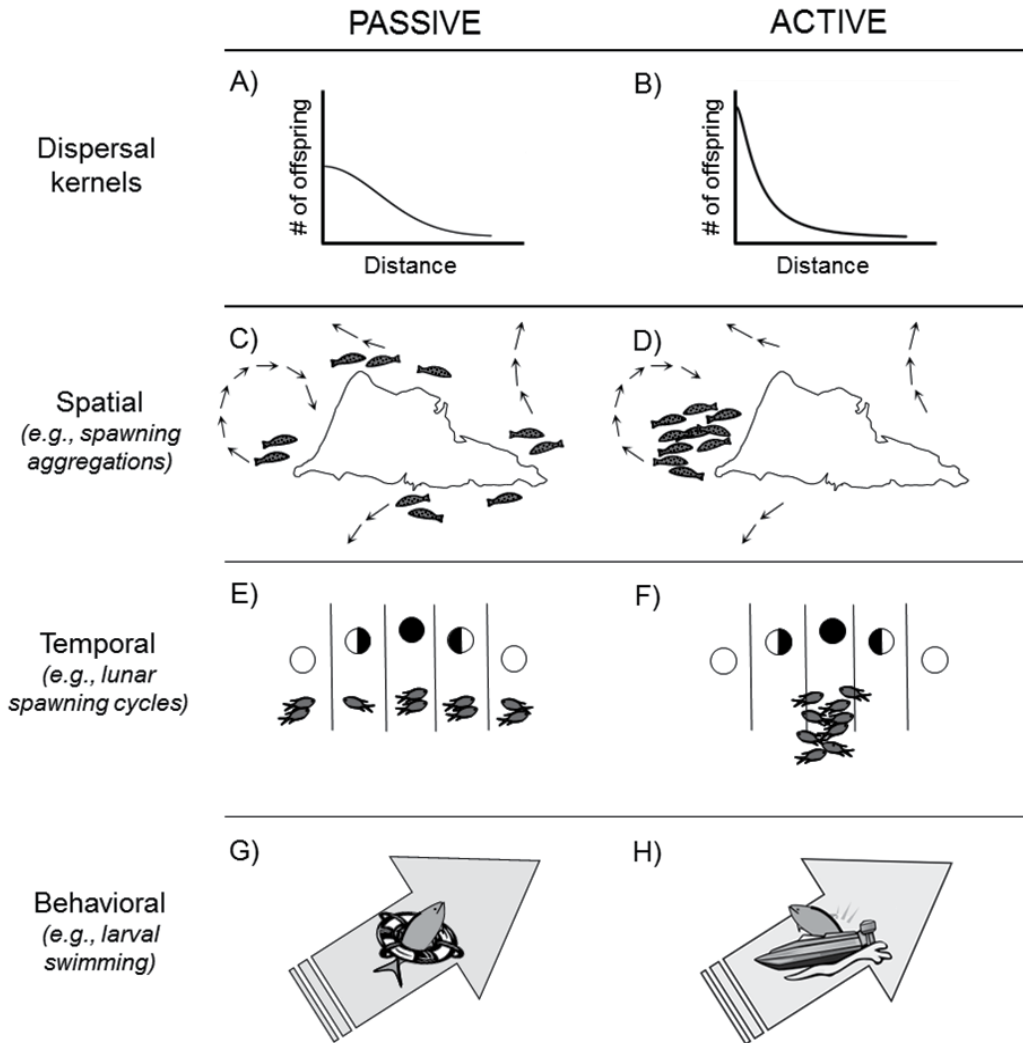 PASSIVE
ACTIVE
Dispersal
kernels
A)
# of offspring
Distance
B)
# of offspring
Distance
Spatial
(e.g., spawning
aggregations)
C)
D)
Temporal
(e.g., lunar
spawning cycles)
E)
F)
Behavioral
(e.g., larval
swimming)
G)
H)